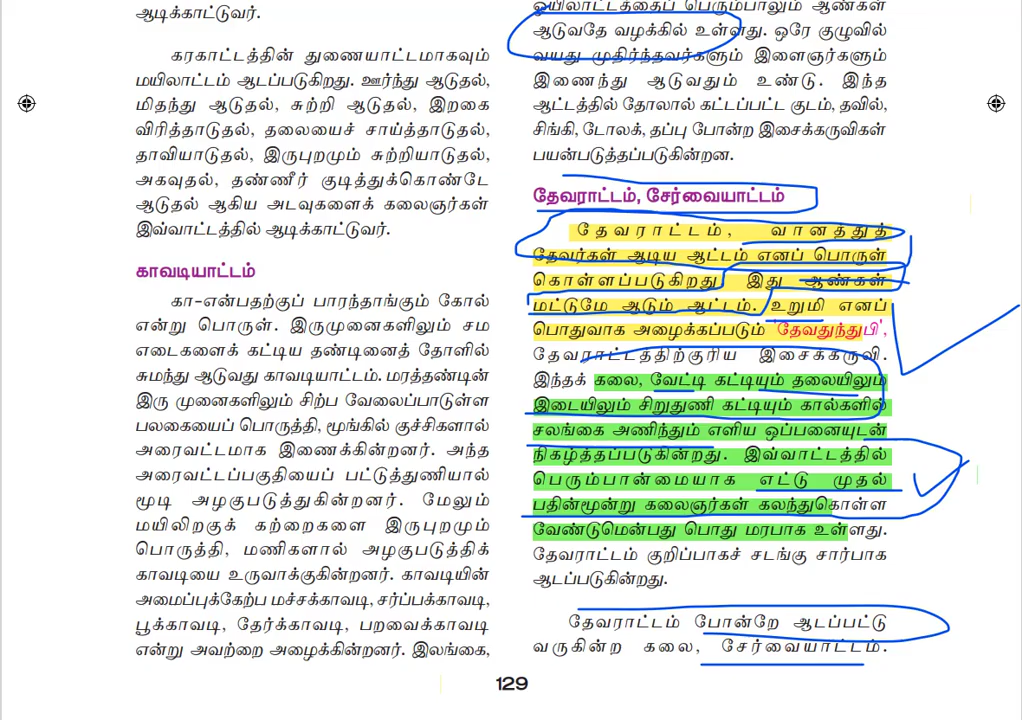 ஆடிக்காட்டுவர்.
கரகாட்டத்தின் துணையாட்டமாகவும்
மயிலாட்டம் ஆடப்படுகிறது. ஊர்ந்து ஆடுதல்,
மிதந்து ஆடுதல், சுற்றி ஆடுதல், இறகை
விரித்தாடுதல், தலையைச் சாய்த்தாடுதல்,
தாவியாடுதல், இருபுறமும் சுற்றியாடுதல்,
அகவுதல், தண்ணீர் குடித்துக்கொண்டே
ஆடுதல் ஆகிய அடவுகளைக் கலைஞர்கள்
இவ்வாட்டத்தில் ஆடிக்காட்டுவர்.
காவடியாட்டம்
கா-என்பதற்குப் பாரந்தாங்கும் கோல்
என்று பொருள். இருமுனைகளிலும் சம
எடைகளைக் கட்டிய தண்டினைத் தோளில்
சுமந்து ஆடுவது காவடியாட்டம். மரத்தண்டின்
இரு முனைகளிலும் சிற்ப வேலைப்பாடுள்ள
பலகையைப் பொருத்தி, மூங்கில் குச்சிகளால்
அரைவட்டமாக இணைக்கின்றனர். அந்த
அரைவட்டப்பகுதியைப் பட்டுத்துணியால்
மூடி அழகுபடுத்துகின்றனர். மேலும்
மயிலிறகுக் கற்றைகளை இருபுறமும்
பொருத்தி, மணிகளால் அழகுபடுத்திக்
காவடியை உருவாக்குகின்றனர். காவடியின்
அமைப்புக்கேற்ப மச்சக்காவடி, சர்ப்பக்காவடி,
பூக்காவடி, தேர்க்காவடி, பறவைக்காவடி
என்று அவற்றை அழைக்கின்றனர். இலங்கை,
ஒயிலாட்டத்தைப் பெரும்பாலும் ஆண்கள்
ஆடுவதே வழக்கில் உள்ளது. ஒரே குழுவில்
வயது முதிர்ந்தவர்களும் இளைஞர்களும்
இணைந்து ஆடுவதும் உண்டு. இந்த
ஆட்டத்தில் தோலால் கட்டப்பட்ட குடம், தவில்,
சிங்கி, டோலக், தப்பு போன்ற இசைக்கருவிகள்
பயன்படுத்தப்படுகின்றன.
தேவராட்டம், சேர்வையாட்டம்
தேவராட்டம், வானத்துத்
தேவர்கள் ஆடிய ஆட்டம் எனப் பொருள்
கொள்ளப்படுகிறது. இது ஆண்கள்
மட்டுமே ஆடும் ஆட்டம். உறுமி எனப்
பொதுவாக அழைக்கப்படும் 'தேவதுந்துபி',
தேவராட்டத்திற்குரிய இசைக்கருவி.
இந்தக் கலை, வேட்டி கட்டியும் தலையிலும்
இடையிலும் சிறுதுணி கட்டியும் கால்களில்
சலங்கை அணிந்தும் எளிய ஒப்பனையுடன்
நிகழ்த்தப்படுகின்றது. இவ்வாட்டத்தில்
பெரும்பான்மையாக எட்டு முதல்
பதின்மூன்று கலைஞர்கள் கலந்துகொள்ள
வேண்டுமென்பது பொது மரபாக உள்ளது.
தேவராட்டம் குறிப்பாகச் சடங்கு சார்பாக
ஆடப்படுகின்றது.
தேவராட்டம் போன்றே ஆடப்பட்டு
வருகின்ற கலை, சேர்வையாட்டம்.
129